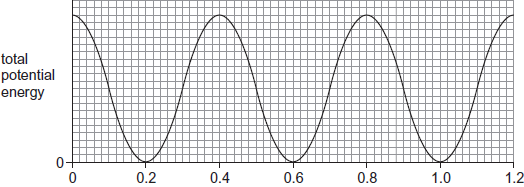 total
potential
energy
0
0 0.2 0.4 0.6 0.8 1.0 1.2